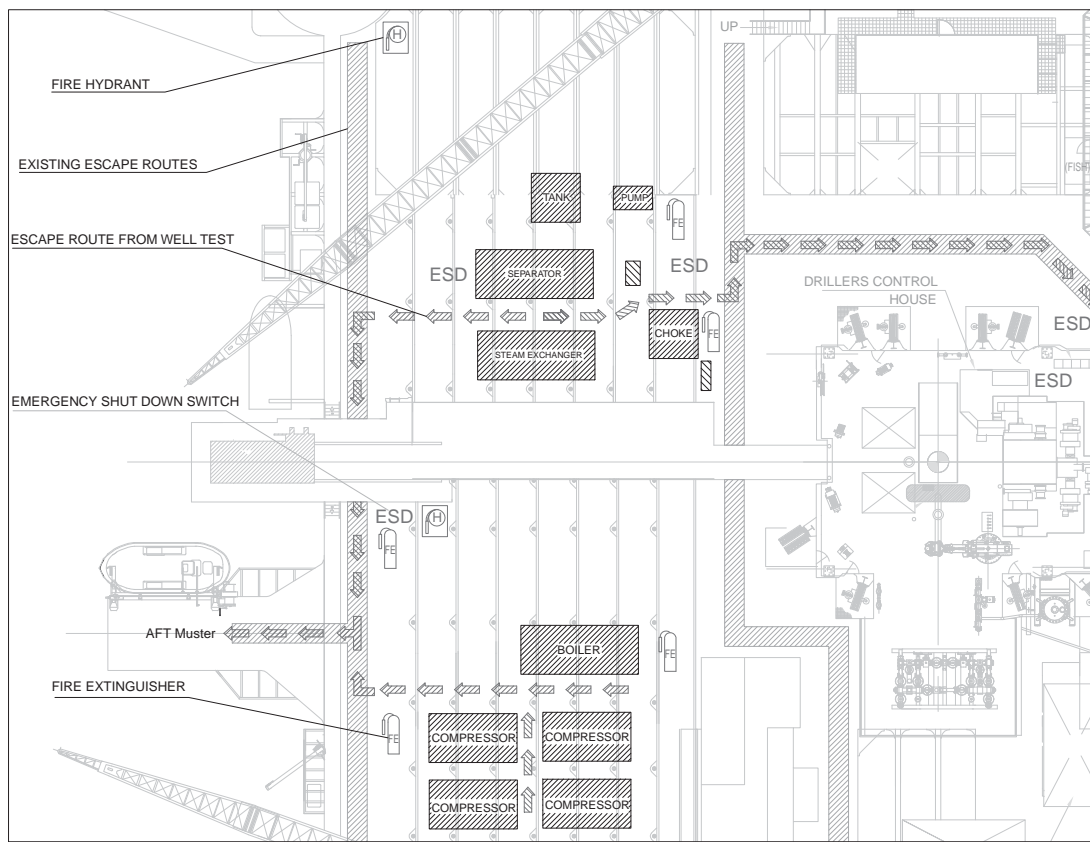 UP
H
FIRE HYDRANT
EXISTING ESCAPE ROUTES
(FISH)
TANK
PUMP
FE
ESCAPE ROUTE FROM WELL TEST
ESD
SEPARATOR
ESD
DRILLERS CONTROL
HOUSE
ESD
CHOKE
FE
STEAM EXCHANGER
ESD
EMERGENCY SHUT DOWN SWITCH
ESD
H
FE
AFT Muster
BOILER
FE
FIRE EXTINGUISHER
FE
COMPRESSOR
COMPRESSOR
COMPRESSOR
COMPRESSOR